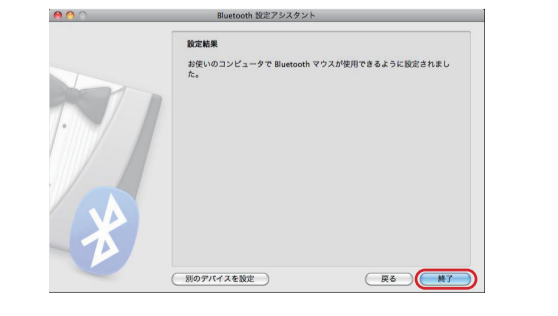 Bluetooth 設定アシスタント
設定結果
お使いのコンピュータで Bluetooth マウスが使用できるように設定されまし
た。
別のデバイスを設定 戻る 終了